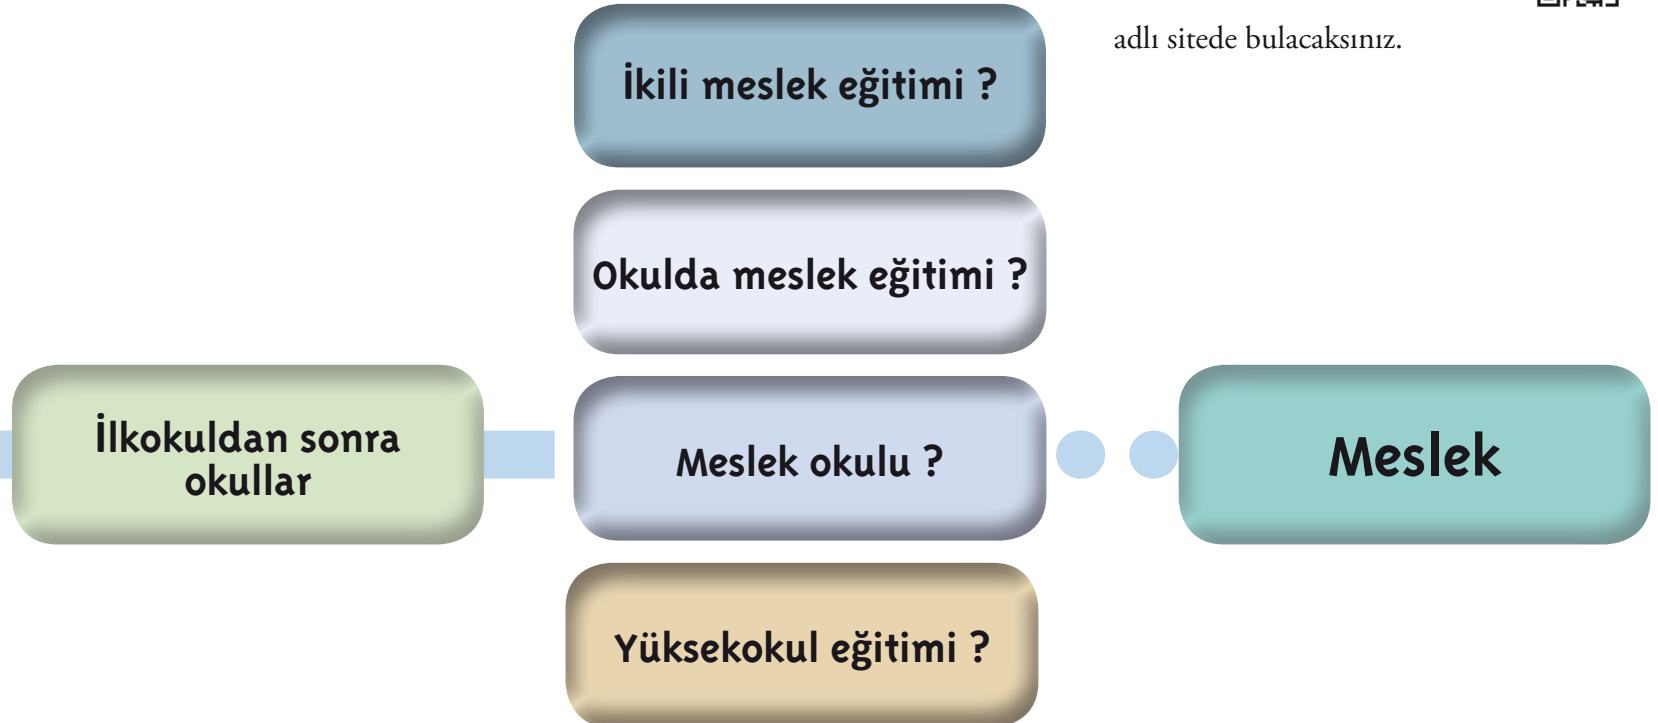 adlı sitede bulacaksınız.
İkili meslek eğitimi ?
Okulda meslek eğitimi ?
İlkokuldan sonra
okullar
Meslek okulu ?
Meslek
Yüksekokul eğitimi ?